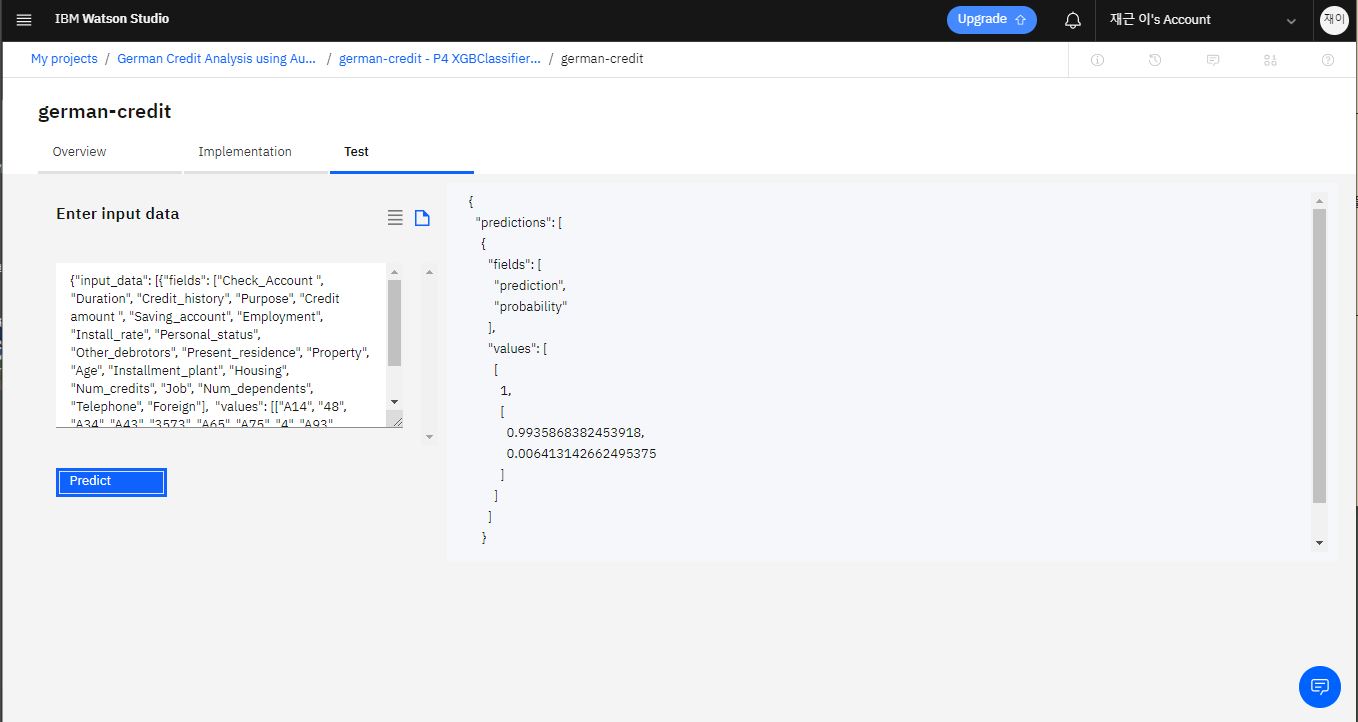 IBM Watson Studio
Upgrade
재근 이's Account
재이
My projects / German Credit Analysis using Au... / german-credit - P4 XGBClassifier... / german-credit
german-credit
Overview
Implementation
Test
Enter input data
{"input_data": [{"fields": ["Check_Account ",
"Duration", "Credit_history", "Purpose", "Credit
amount ", "Saving_account", "Employment",
"Install_rate", "Personal_status",
"Other_debrotors", "Present_residence", "Property",
"Age", "Installment_plant", "Housing",
"Num_credits", "Job", "Num_dependents",
"Telephone", "Foreign"], "values": [["A14", "48",
"A34", "A43", "3573", "A65", "A75", "4", "A93",
Predict
{
"predictions": [
{
"fields": [
"prediction",
"probability"
],
"values": [
[
1,
[
0.9935868382453918,
0.006413142662495375
]
]
]
}